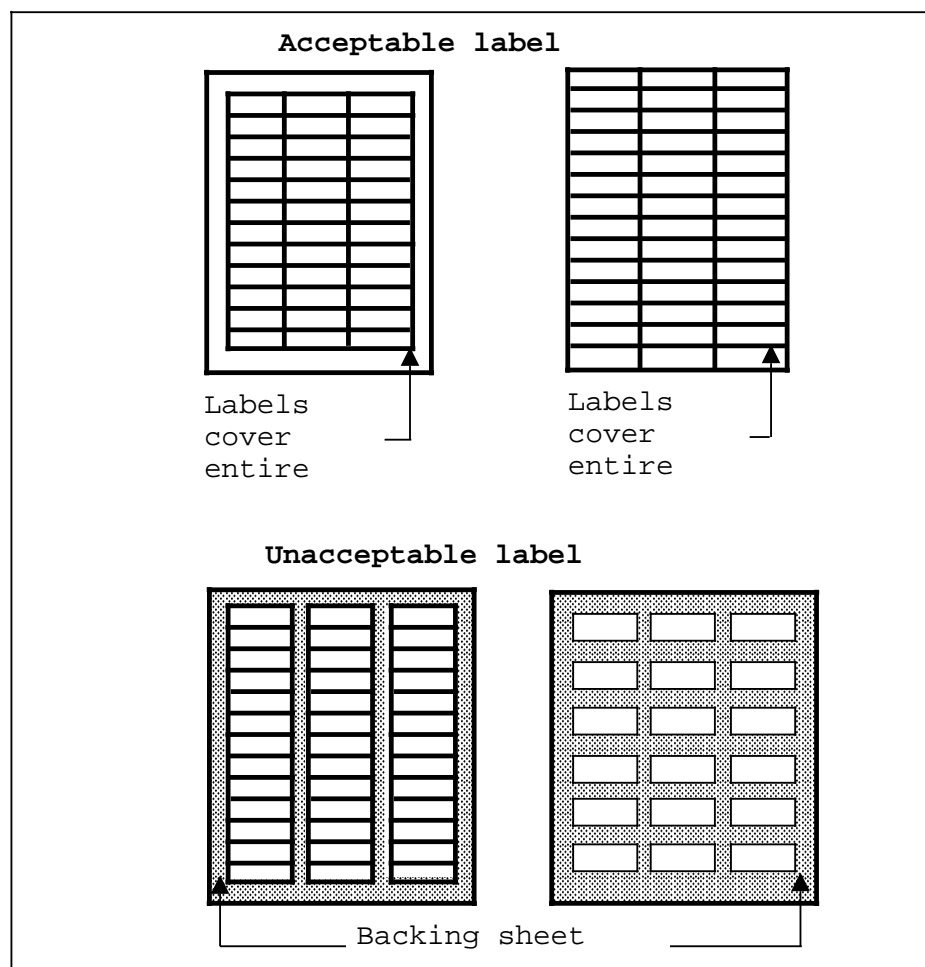 Acceptable label
Labels
cover
entire
Labels
cover
entire
Unacceptable label
Backing sheet